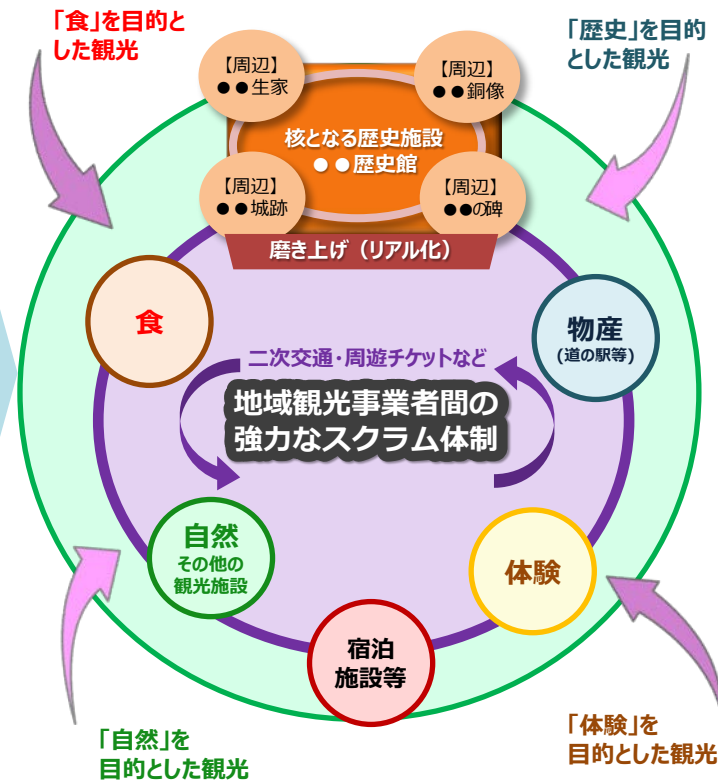 「食」を目的と
した観光
「歴史」を目的
とした観光
【周辺】
●●生家
【周辺】
●●銅像
核となる歴史施設
●●歴史館
【周辺】
●●城跡
【周辺】
●●の碑
磨き上げ（リアル化）
食
物産
(道の駅等)
二次交通・周遊チケットなど
地域観光事業者間の
強力なスクラム体制
自然
その他の
観光施設
体験
宿泊
施設等
「自然」を
目的とした観光
「体験」を
目的とした観光